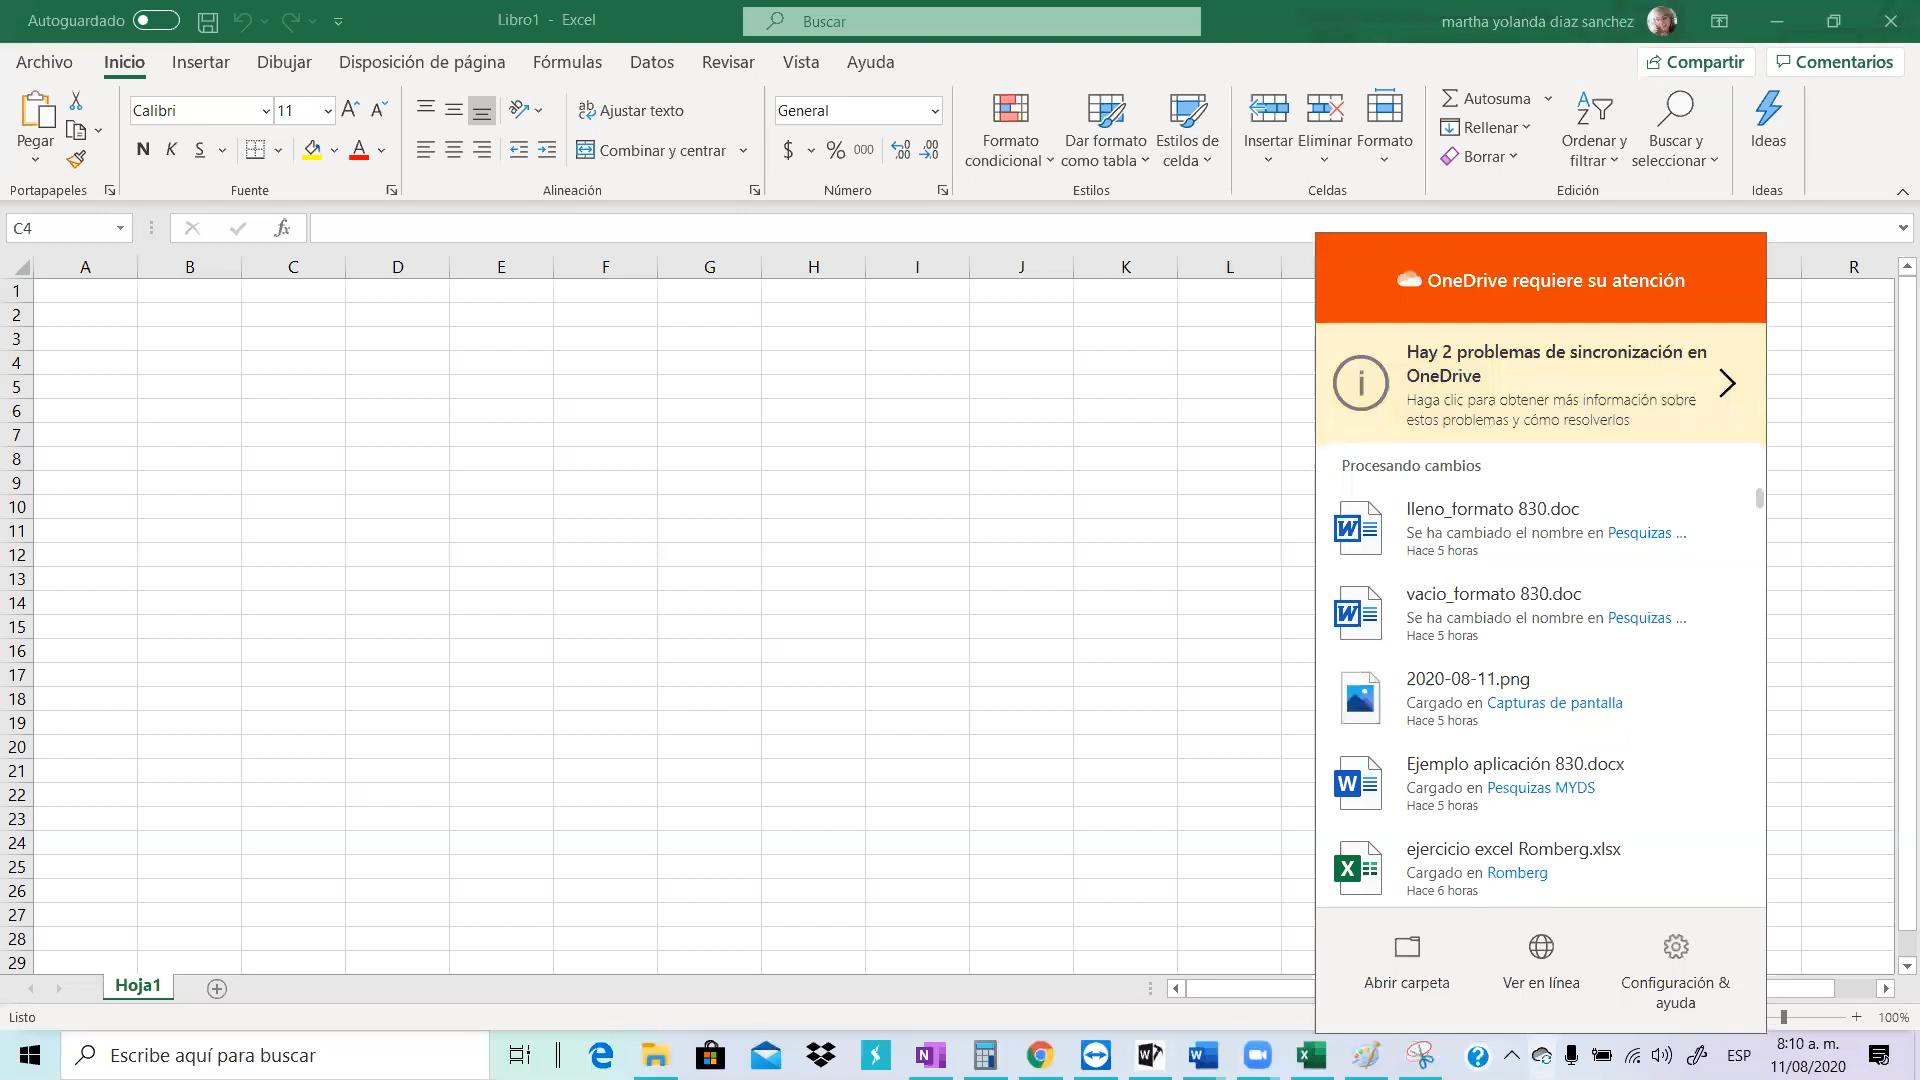 Autoguardado
Libro1 - Excel
Buscar
martha yolanda diaz sanchez
Archivo Inicio Insertar Dibujar Disposición de página Fórmulas Datos Revisar Vista Ayuda
Compartir Comentarios
Pegar
Calibri 11
N K S
A
Ajustar texto
Combinar y centrar
General
$ % 000
Formato condicional
Dar formato como tabla
Estilos de celda
Insertar Eliminar Formato
Autosuma
Rellenar
Borrar
Ordenar y filtrar
Buscar y seleccionar
Ideas
Portapapeles Fuente Alineación Número Estilos Celdas Edición Ideas
C4 fx
A B C D E F G H I J K L R
1
2
3
4
5
6
7
8
9
10
11
12
13
14
15
16
17
18
19
20
21
22
23
24
25
26
27
28
29
OneDrive requiere su atención
Hay 2 problemas de sincronización en
OneDrive
Haga clic para obtener más información sobre
estos problemas y cómo resolverlos
Procesando cambios
lleno_formato 830.doc
Se ha cambiado el nombre en Pesquizas ...
Hace 5 horas
vacio_formato 830.doc
Se ha cambiado el nombre en Pesquizas ...
Hace 5 horas
2020-08-11.png
Cargado en Capturas de pantalla
Hace 5 horas
Ejemplo aplicación 830.docx
Cargado en Pesquizas MYDS
Hace 5 horas
ejercicio excel Romberg.xlsx
Cargado en Romberg
Hace 6 horas
Abrir carpeta
Ver en línea
Configuración &
ayuda
Hoja1
Listo
100%
Escribe aquí para buscar
ESP
8:10 a. m.
11/08/2020